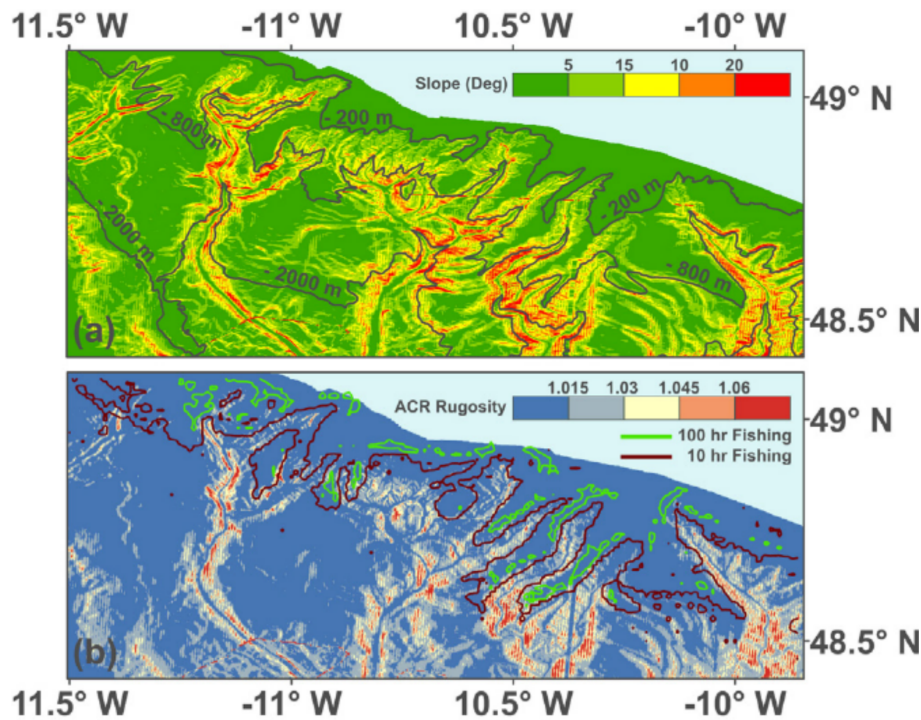 11.5° W -11° W 10.5° W -10° W
Slope (Deg) 5 15 10 20
49° N
- 800 m
- 200 m
- 200 m
- 2000 m
- 2000 m
- 800 m
(a)
48.5° N
ACR Rugosity 1.015 1.03 1.045 1.06
49° N
100 hr Fishing
10 hr Fishing
(b)
48.5° N
11.5° W -11° W 10.5° W -10° W